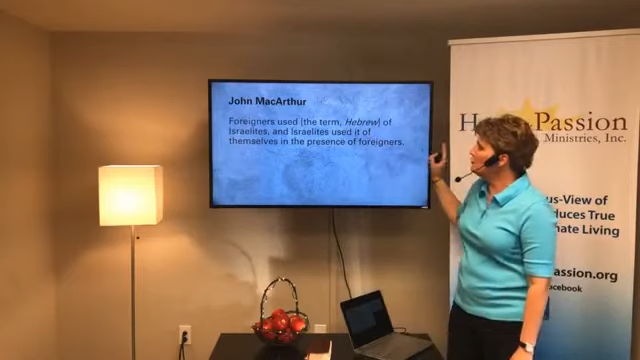 John MacArthur
Foreigners used (the term, Hebrew) of
Israelites, and Israelites used it of
themselves in the presence of foreigners.
Passion
Ministries, Inc.
us-View of
duces True
mate Living
assion.org
acebook